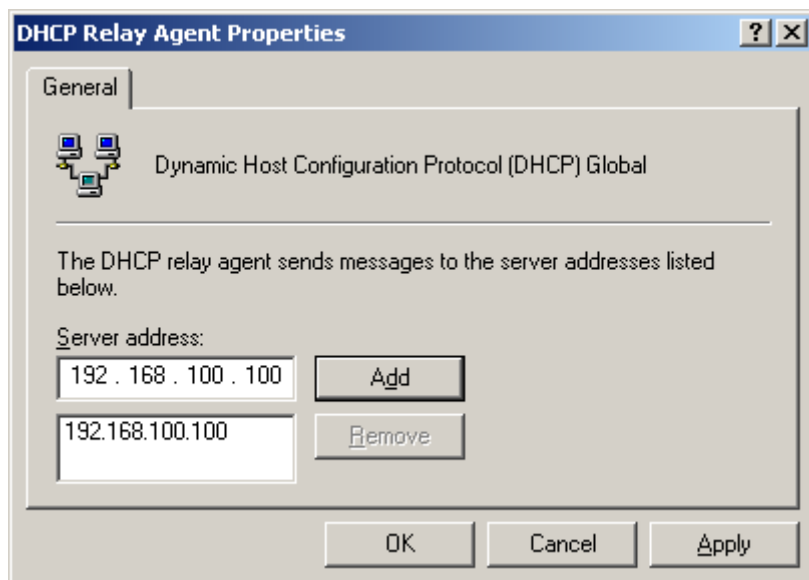 DHCP Relay Agent Properties
General
Dynamic Host Configuration Protocol (DHCP) Global
The DHCP relay agent sends messages to the server addresses listed
below.
Server address:
192 . 168 . 100 . 100
Add
192.168.100.100
Remove
OK
Cancel
Apply